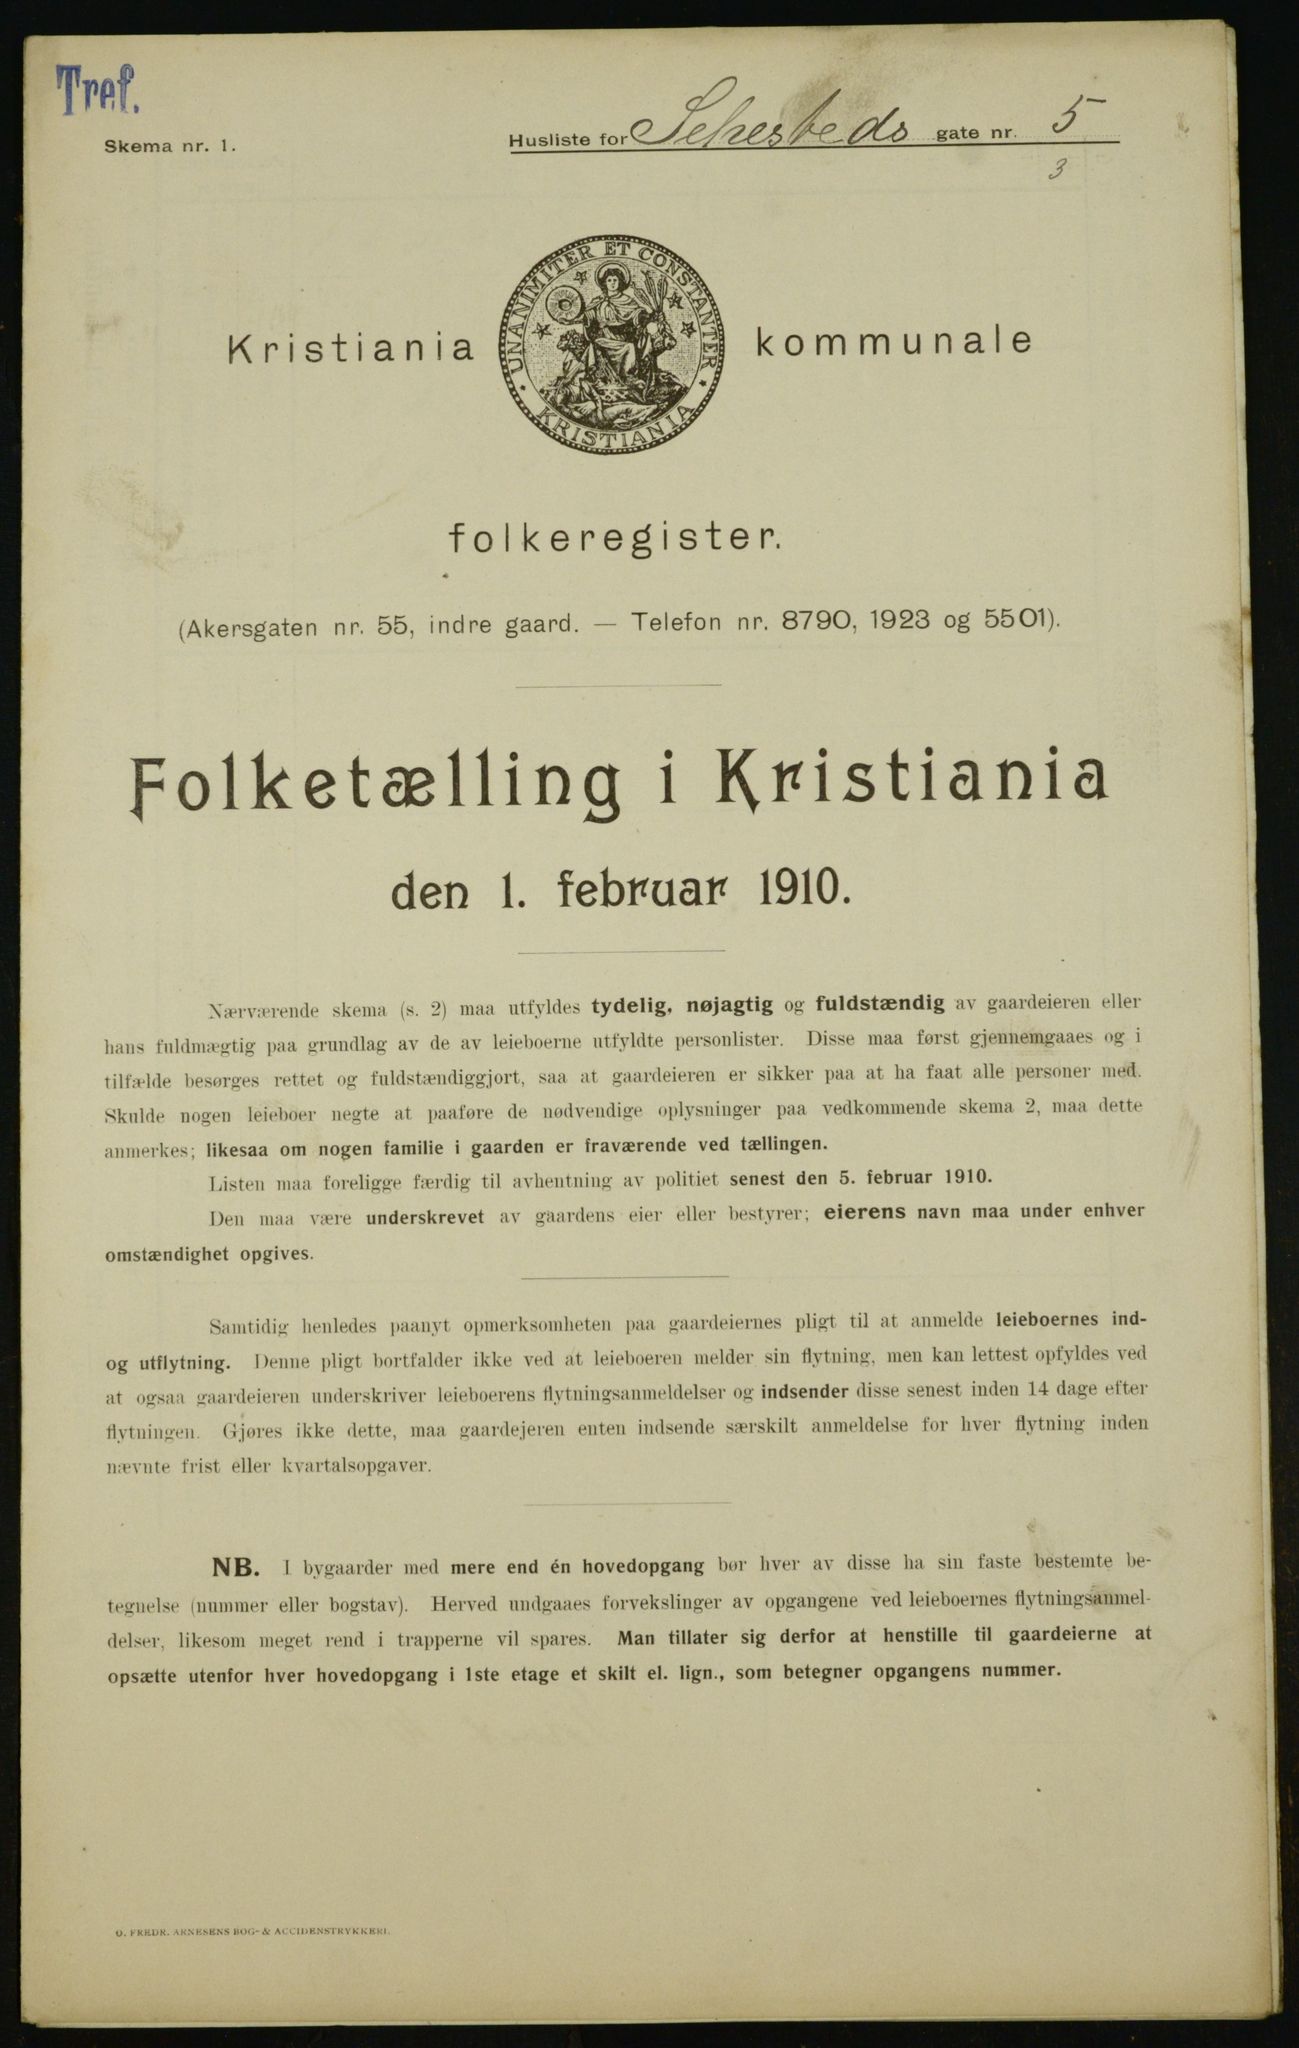 Tref.
Skema nr. 1.
Husliste for Sehesteds gate nr. 5
3
UNANIMITER ET CONSTANTER
KRISTIANIA
Kristiania kommunale
folkeregister.
(Akersgaten nr. 55, indre gaard. — Telefon nr. 8790, 1923 og 5501).
Folketælling i Kristiania
den 1. februar 1910.
Nærværende skema (s. 2) maa utfyldes tydelig, nøjagtig og fuldstændig av gaardeieren eller
hans fuldmægtig paa grundlag av de av leieboerne utfyldte personlister. Disse maa først gjennemgaaes og i
tilfælde besørges rettet og fuldstændiggjort, saa at gaardeieren er sikker paa at ha faat alle personer med.
Skulde nogen leieboer negte at paaføre de nødvendige oplysninger paa vedkommende skema 2, maa dette
anmerkes; likesaa om nogen familie i gaarden er fraværende ved tællingen.
Listen maa foreligge færdig til avhentning av politiet senest den 5. februar 1910.
Den maa være underskrevet av gaardens eier eller bestyrer; eierens navn maa under enhver
omstændighet opgives.
Samtidig henledes paanyt opmerksomheten paa gaardeiernes pligt til at anmelde leieboernes ind-
og utflytning. Denne pligt bortfalder ikke ved at leieboeren melder sin flytning, men kan lettest opfyldes ved
at ogsaa gaardeieren underskriver leieboerens flytningsanmeldelser og indsender disse senest inden 14 dage efter
flytningen. Gjøres ikke dette, maa gaardejeren enten indsende særskilt anmeldelse for hver flytning inden
nævnte frist eller kvartalsopgaver.
NB. I bygaarder med mere end én hovedopgang bør hver av disse ha sin faste bestemte be-
tegnelse (nummer eller bogstav). Herved undgaaes forvekslinger av opgangene ved leieboernes flytningsanmel-
delser, likesom meget rend i trapperne vil spares. Man tillater sig derfor at henstille til gaardeierne at
opsætte utenfor hver hovedopgang i 1ste etage et skilt el. lign., som betegner opgangens nummer.
O. FREDR. ARNESENS BOG- & ACCIDENSTRYKKERI.